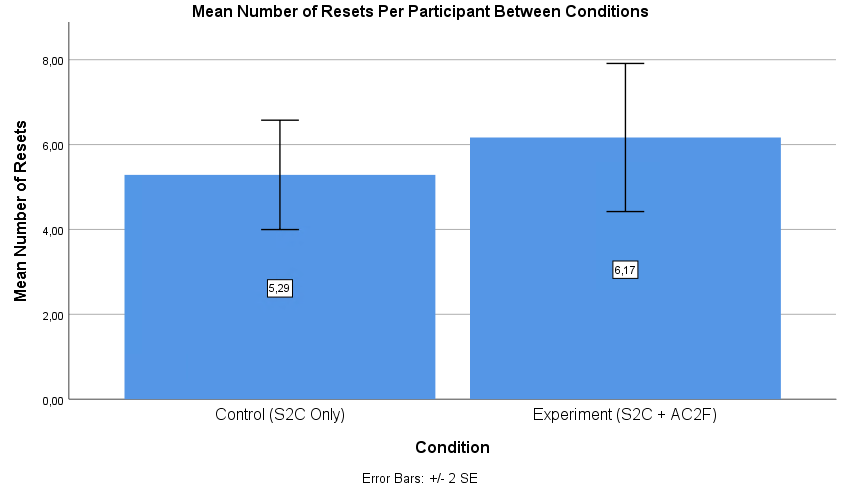 Mean Number of Resets Per Participant Between Conditions
Mean Number of Resets
8,00
6,00
4,00
2,00
0,00
5,29
6,17
Control (S2C Only)
Experiment (S2C + AC2F)
Condition
Error Bars: +/- 2 SE